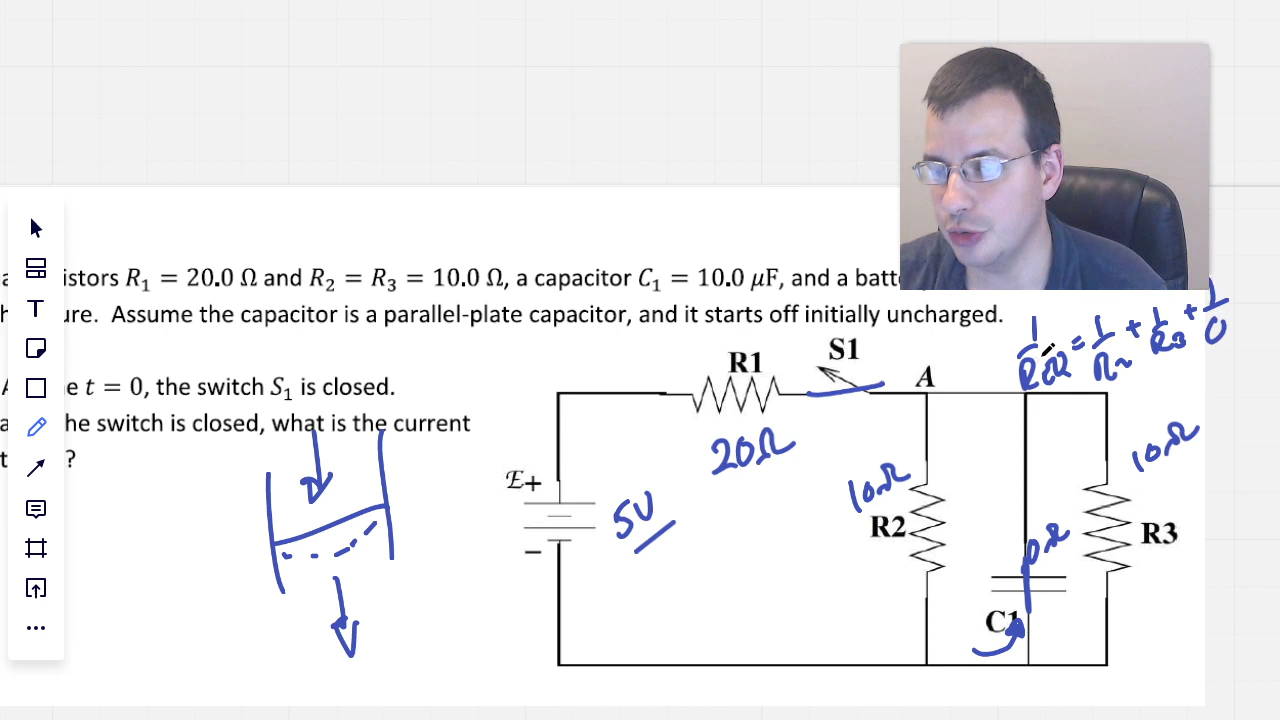 istors R₁ = 20.0 Ω and R₂ = R₃ = 10.0 Ω, a capacitor C₁ = 10.0 μF, and a batt
ure. Assume the capacitor is a parallel-plate capacitor, and it starts off initially uncharged.
e t = 0, the switch S₁ is closed.
he switch is closed, what is the current
?
T
R1
S1
A
20Ω
ℰ+
−
5V
10Ω
R2
0Ω
C1
10Ω
R3
= 1/R₂ + 1/R3 + 1/0